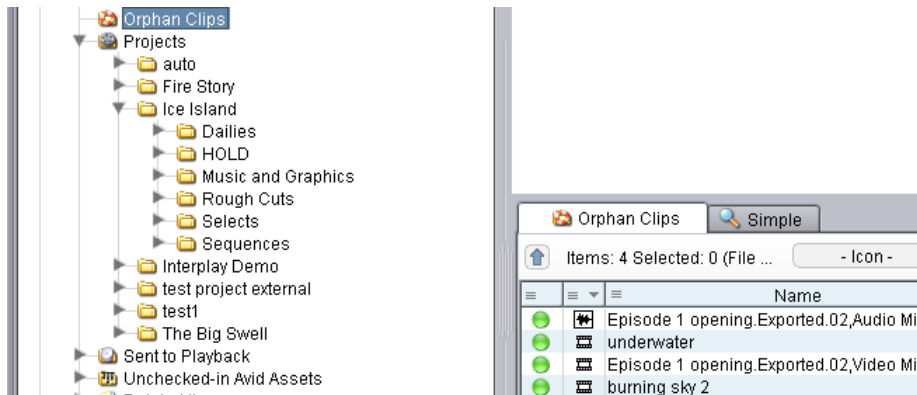 Orphan Clips
Projects
auto
Fire Story
Ice Island
Dailies
HOLD
Music and Graphics
Rough Cuts
Selects
Sequences
Interplay Demo
test project external
test1
The Big Swell
Sent to Playback
Unchecked-in Avid Assets
Orphan Clips
Simple
Items: 4 Selected: 0 (File ...
- Icon -
Name
Episode 1 opening.Exported.02,Audio Mi
underwater
Episode 1 opening.Exported.02,Video Mi
burning sky 2